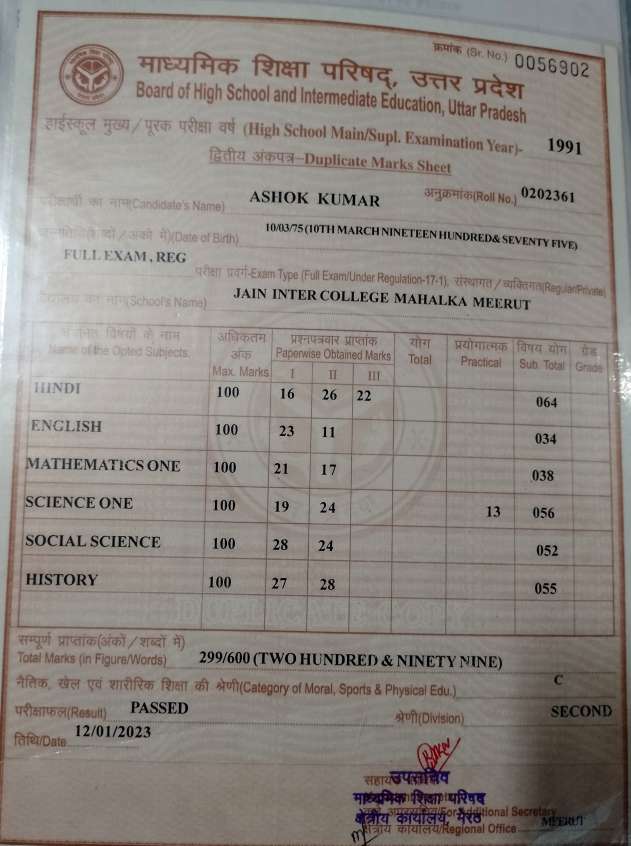 क्रमांक (Sr. No.) 0056902
माध्यमिक शिक्षा परिषद्, उत्तर प्रदेश
Board of High School and Intermediate Education, Uttar Pradesh
हाईस्कूल मुख्य / पूरक परीक्षा वर्ष (High School Main/Supl. Examination Year)- 1991
द्वितीय अंकपत्र–Duplicate Marks Sheet
परीक्षार्थी का नाम(Candidate's Name) ASHOK KUMAR अनुक्रमांक(Roll No.) 0202361
जन्मतिथि(शब्दों / अंको में)/Date of Birth) 10/03/75 (10TH MARCH NINETEEN HUNDRED& SEVENTY FIVE)
FULL EXAM , REG
परीक्षा प्रवर्ग-Exam Type (Full Exam/Under Regulation-17-1), संस्थागत / व्यक्तिगत(Regular/Private)
विद्यालय का नाम(School's Name) JAIN INTER COLLEGE MAHALKA MEERUT
विषयों के नाम अधिकतम प्रश्नपत्रवार प्राप्तांक योग प्रयोगात्मक विषय योग ग्रेड
Name of the Opted Subjects. अंक Paperwise Obtained Marks Total Practical Sub. Total Grade
Max. Marks I II III
HINDI 100 16 26 22 064
ENGLISH 100 23 11 034
MATHEMATICS ONE 100 21 17 038
SCIENCE ONE 100 19 24 13 056
SOCIAL SCIENCE 100 28 24 052
HISTORY 100 27 28 055
सम्पूर्ण प्राप्तांक(अंकों / शब्दों में)
Total Marks (in Figure/Words) 299/600 (TWO HUNDRED & NINETY NINE)
नैतिक, खेल एवं शारीरिक शिक्षा की श्रेणी(Category of Moral, Sports & Physical Edu.) C
परीक्षाफल(Result) PASSED श्रेणी(Division) SECOND
तिथि/Date 12/01/2023
उपसचिव
माध्यमिक शिक्षा परिषद
For Additional Secretary
क्षेत्रीय कार्यालय, मेरठ
क्षेत्रीय कार्यालय/Regional Office MEERUT